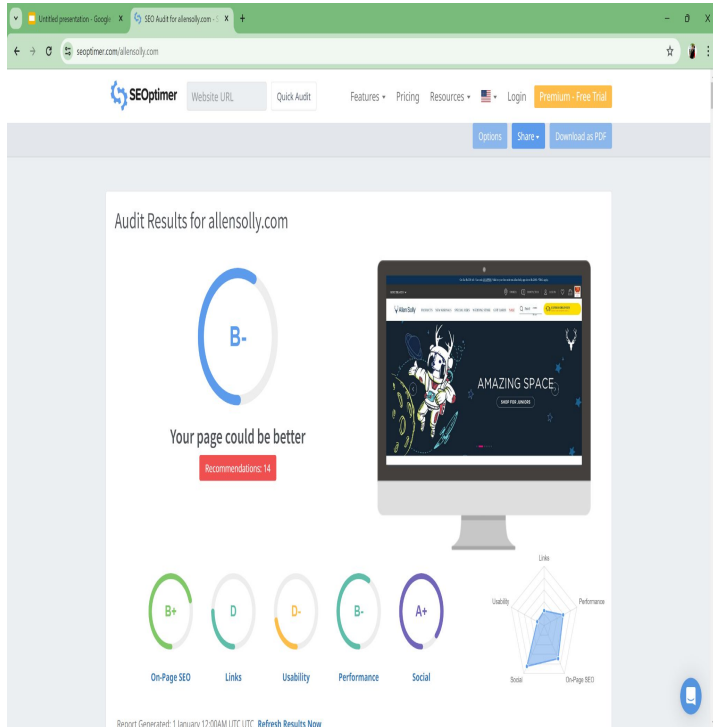 Untitled presentation - Google
SEO Audit for allensolly.com - S
seoptimer.com/allensolly.com
SEOptimer
Website URL
Quick Audit
Features
Pricing
Resources
Login
Premium - Free Trial
Options
Share
Download as PDF
Audit Results for allensolly.com
B-
Your page could be better
Recommendations: 14
Allen Solly
AMAZING SPACE
SHOP FOR JUNIORS
B+
D
D-
B-
A+
On-Page SEO
Links
Usability
Performance
Social
Links
Usability
Performance
Social
On-Page SEO
Report Generated: 1 January 12:00AM UTC UTC Refresh Results Now